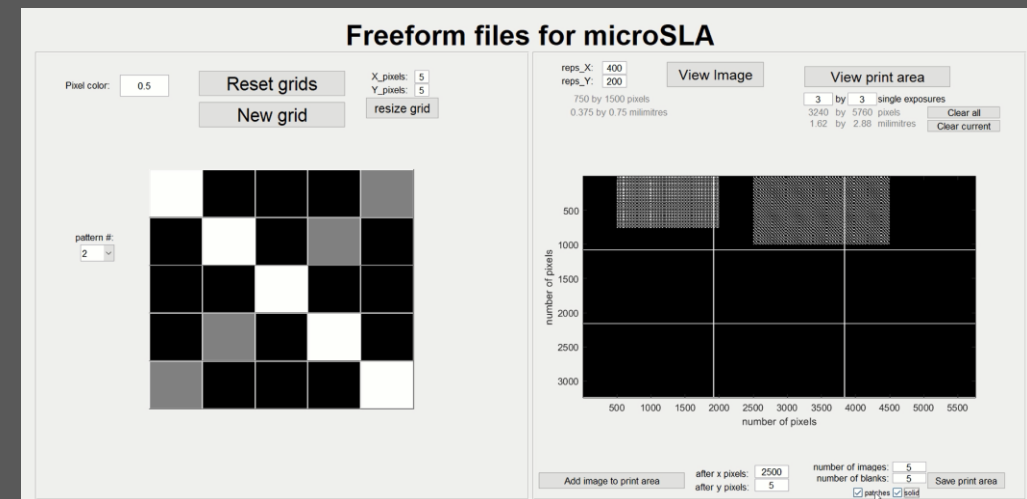 Freeform files for microSLA
Pixel color: 0.5
Reset grids
New grid
X_pixels: 5
Y_pixels: 5
resize grid
pattern #:
2
reps_X: 400
reps_Y: 200
750 by 1500 pixels
0.375 by 0.75 milimitres
View Image
View print area
3 by 3 single exposures
3240 by 5760 pixels
1.62 by 2.88 milimitres
Clear all
Clear current
number of pixels
500
1000
1500
2000
2500
3000
500 1000 1500 2000 2500 3000 3500 4000 4500 5000 5500
number of pixels
Add image to print area
after x pixels: 2500
after y pixels: 5
number of images: 5
number of blanks: 5
patches solid
Save print area